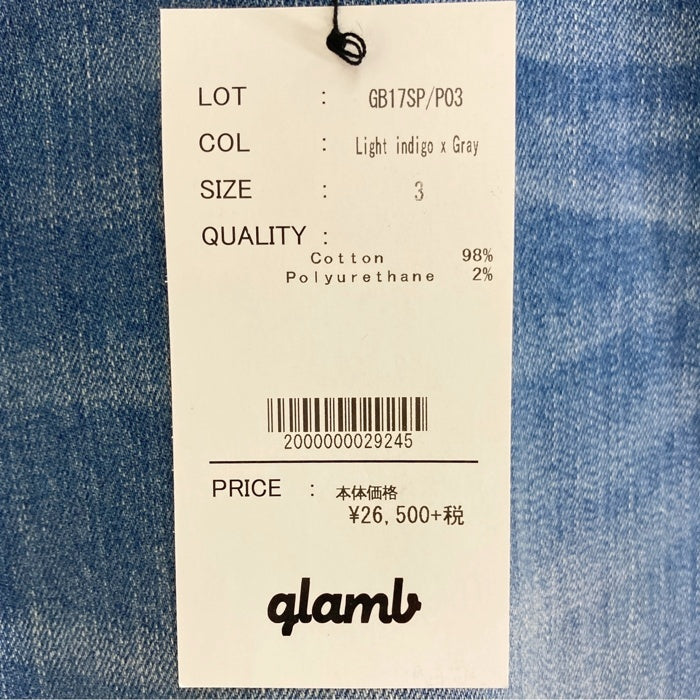 LOT : GB17SP/P03
COL : Light indigo x Gray
SIZE : 3
QUALITY :
Cotton 98%
Polyurethane 2%
2000000029245
PRICE : 本体価格
¥26,500+税
glamb